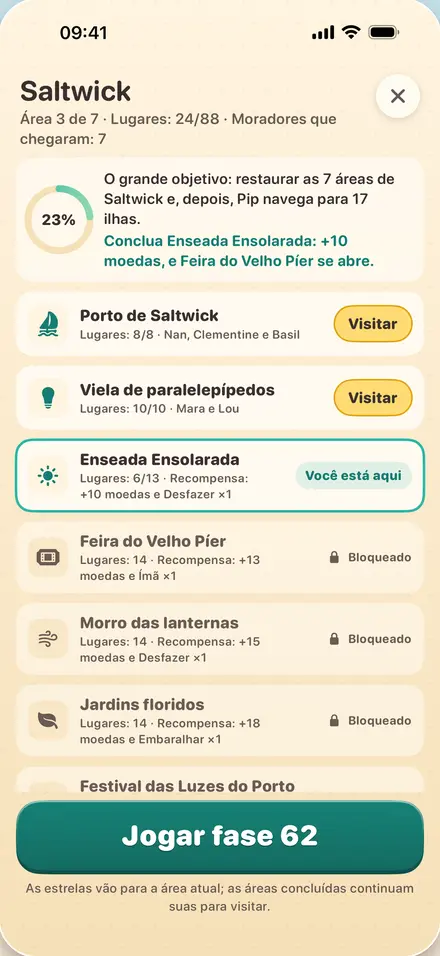 09:41
Saltwick
Área 3 de 7 · Lugares: 24/88 · Moradores que
chegaram: 7
23%
O grande objetivo: restaurar as 7 áreas de
Saltwick e, depois, Pip navega para 17
ilhas.
Conclua Enseada Ensolarada: +10
moedas, e Feira do Velho Píer se abre.
Porto de Saltwick
Lugares: 8/8 · Nan, Clementine e Basil
Visitar
Viela de paralelepípedos
Lugares: 10/10 · Mara e Lou
Visitar
Enseada Ensolarada
Lugares: 6/13 · Recompensa:
+10 moedas e Desfazer ×1
Você está aqui
Feira do Velho Píer
Lugares: 14 · Recompensa: +13
moedas e Ímã ×1
Bloqueado
Morro das lanternas
Lugares: 14 · Recompensa: +15
moedas e Desfazer ×1
Bloqueado
Jardins floridos
Lugares: 14 · Recompensa: +18
moedas e Embaralhar ×1
Bloqueado
Festival das Luzes do Porto
Jogar fase 62
As estrelas vão para a área atual; as áreas concluídas continuam
suas para visitar.